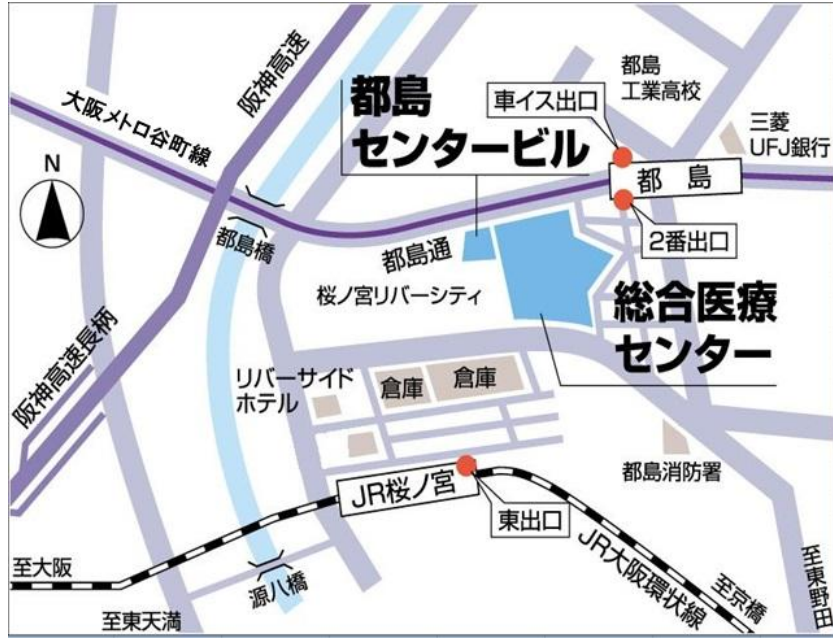 阪神高速
大阪メトロ谷町線
都島
センタービル
車イス出口
都島
工業高校
三菱
UFJ銀行
N
都島
2番出口
都島橋
都島通
桜ノ宮リバーシティ
総合医療
センター
阪神高速長柄
リバーサイド
ホテル
倉庫
倉庫
都島消防署
JR桜ノ宮
東出口
JR大阪環状線
至大阪
源八橋
至東天満
至京橋
至東野田